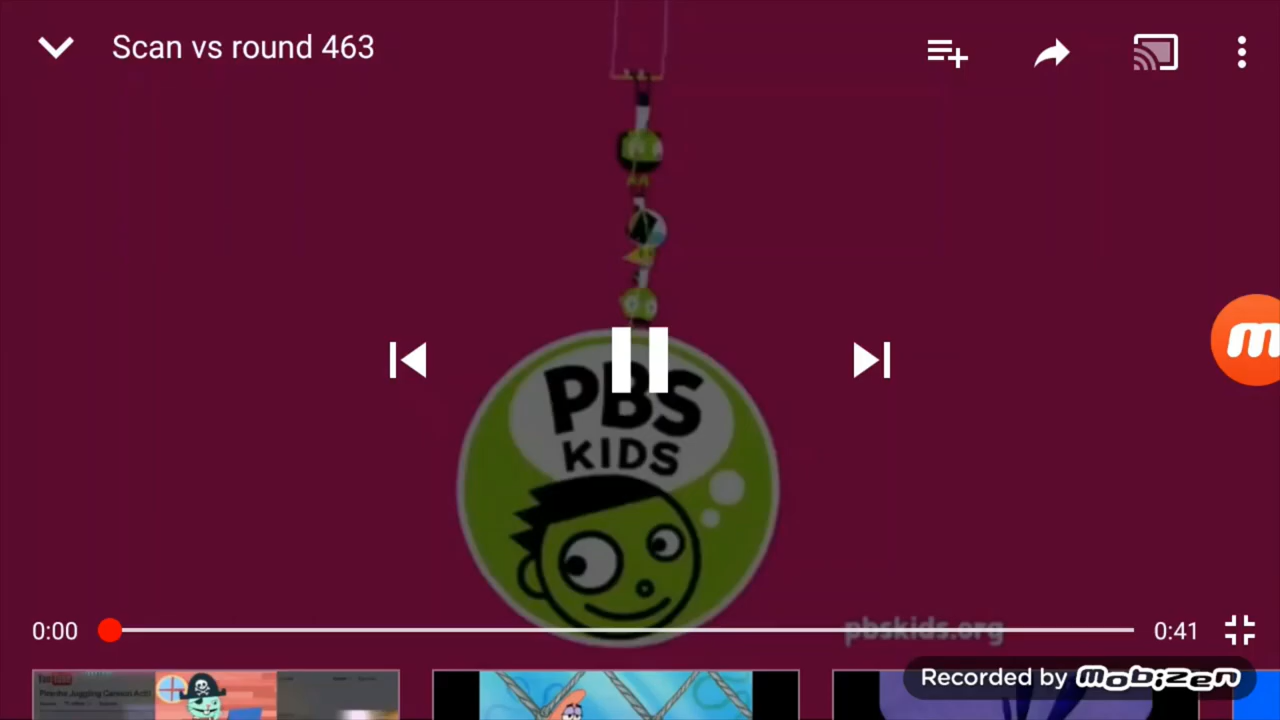 Scan vs round 463
PBS
KIDS
0:00
0:41
pbskids.org
Recorded by mobizen